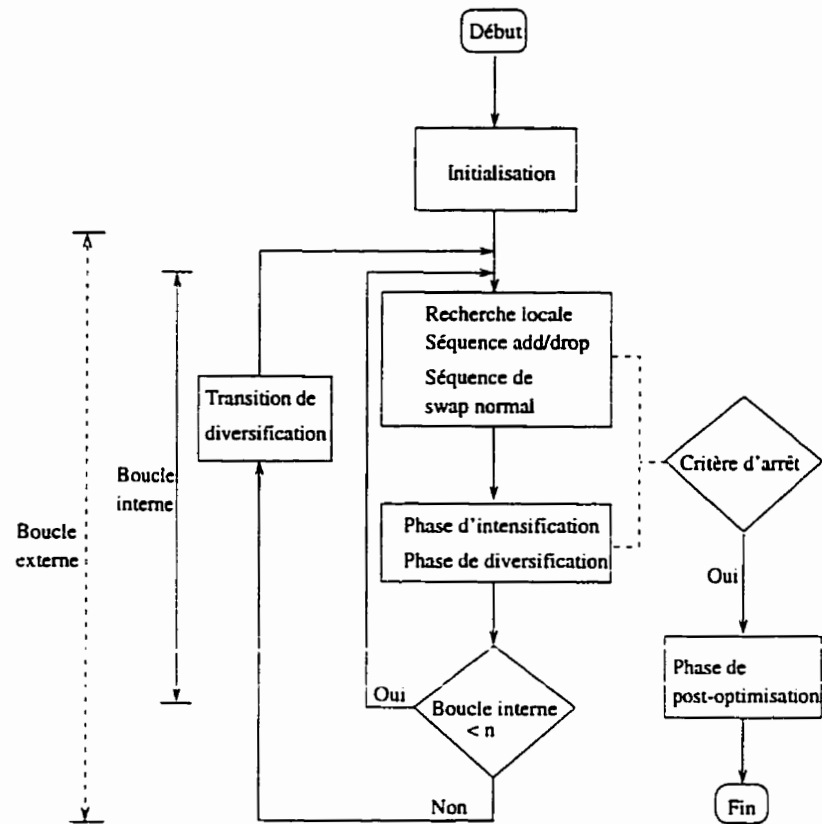 Début
Initialisation
Recherche locale
Séquence add/drop
Séquence de
swap normal
Transition de
diversification
Critère d'arrêt
Boucle
interne
Boucle
externe
Phase d'intensification
Phase de diversification
Oui
Phase de
post-optimisation
Oui
Boucle interne
< n
Non
Fin